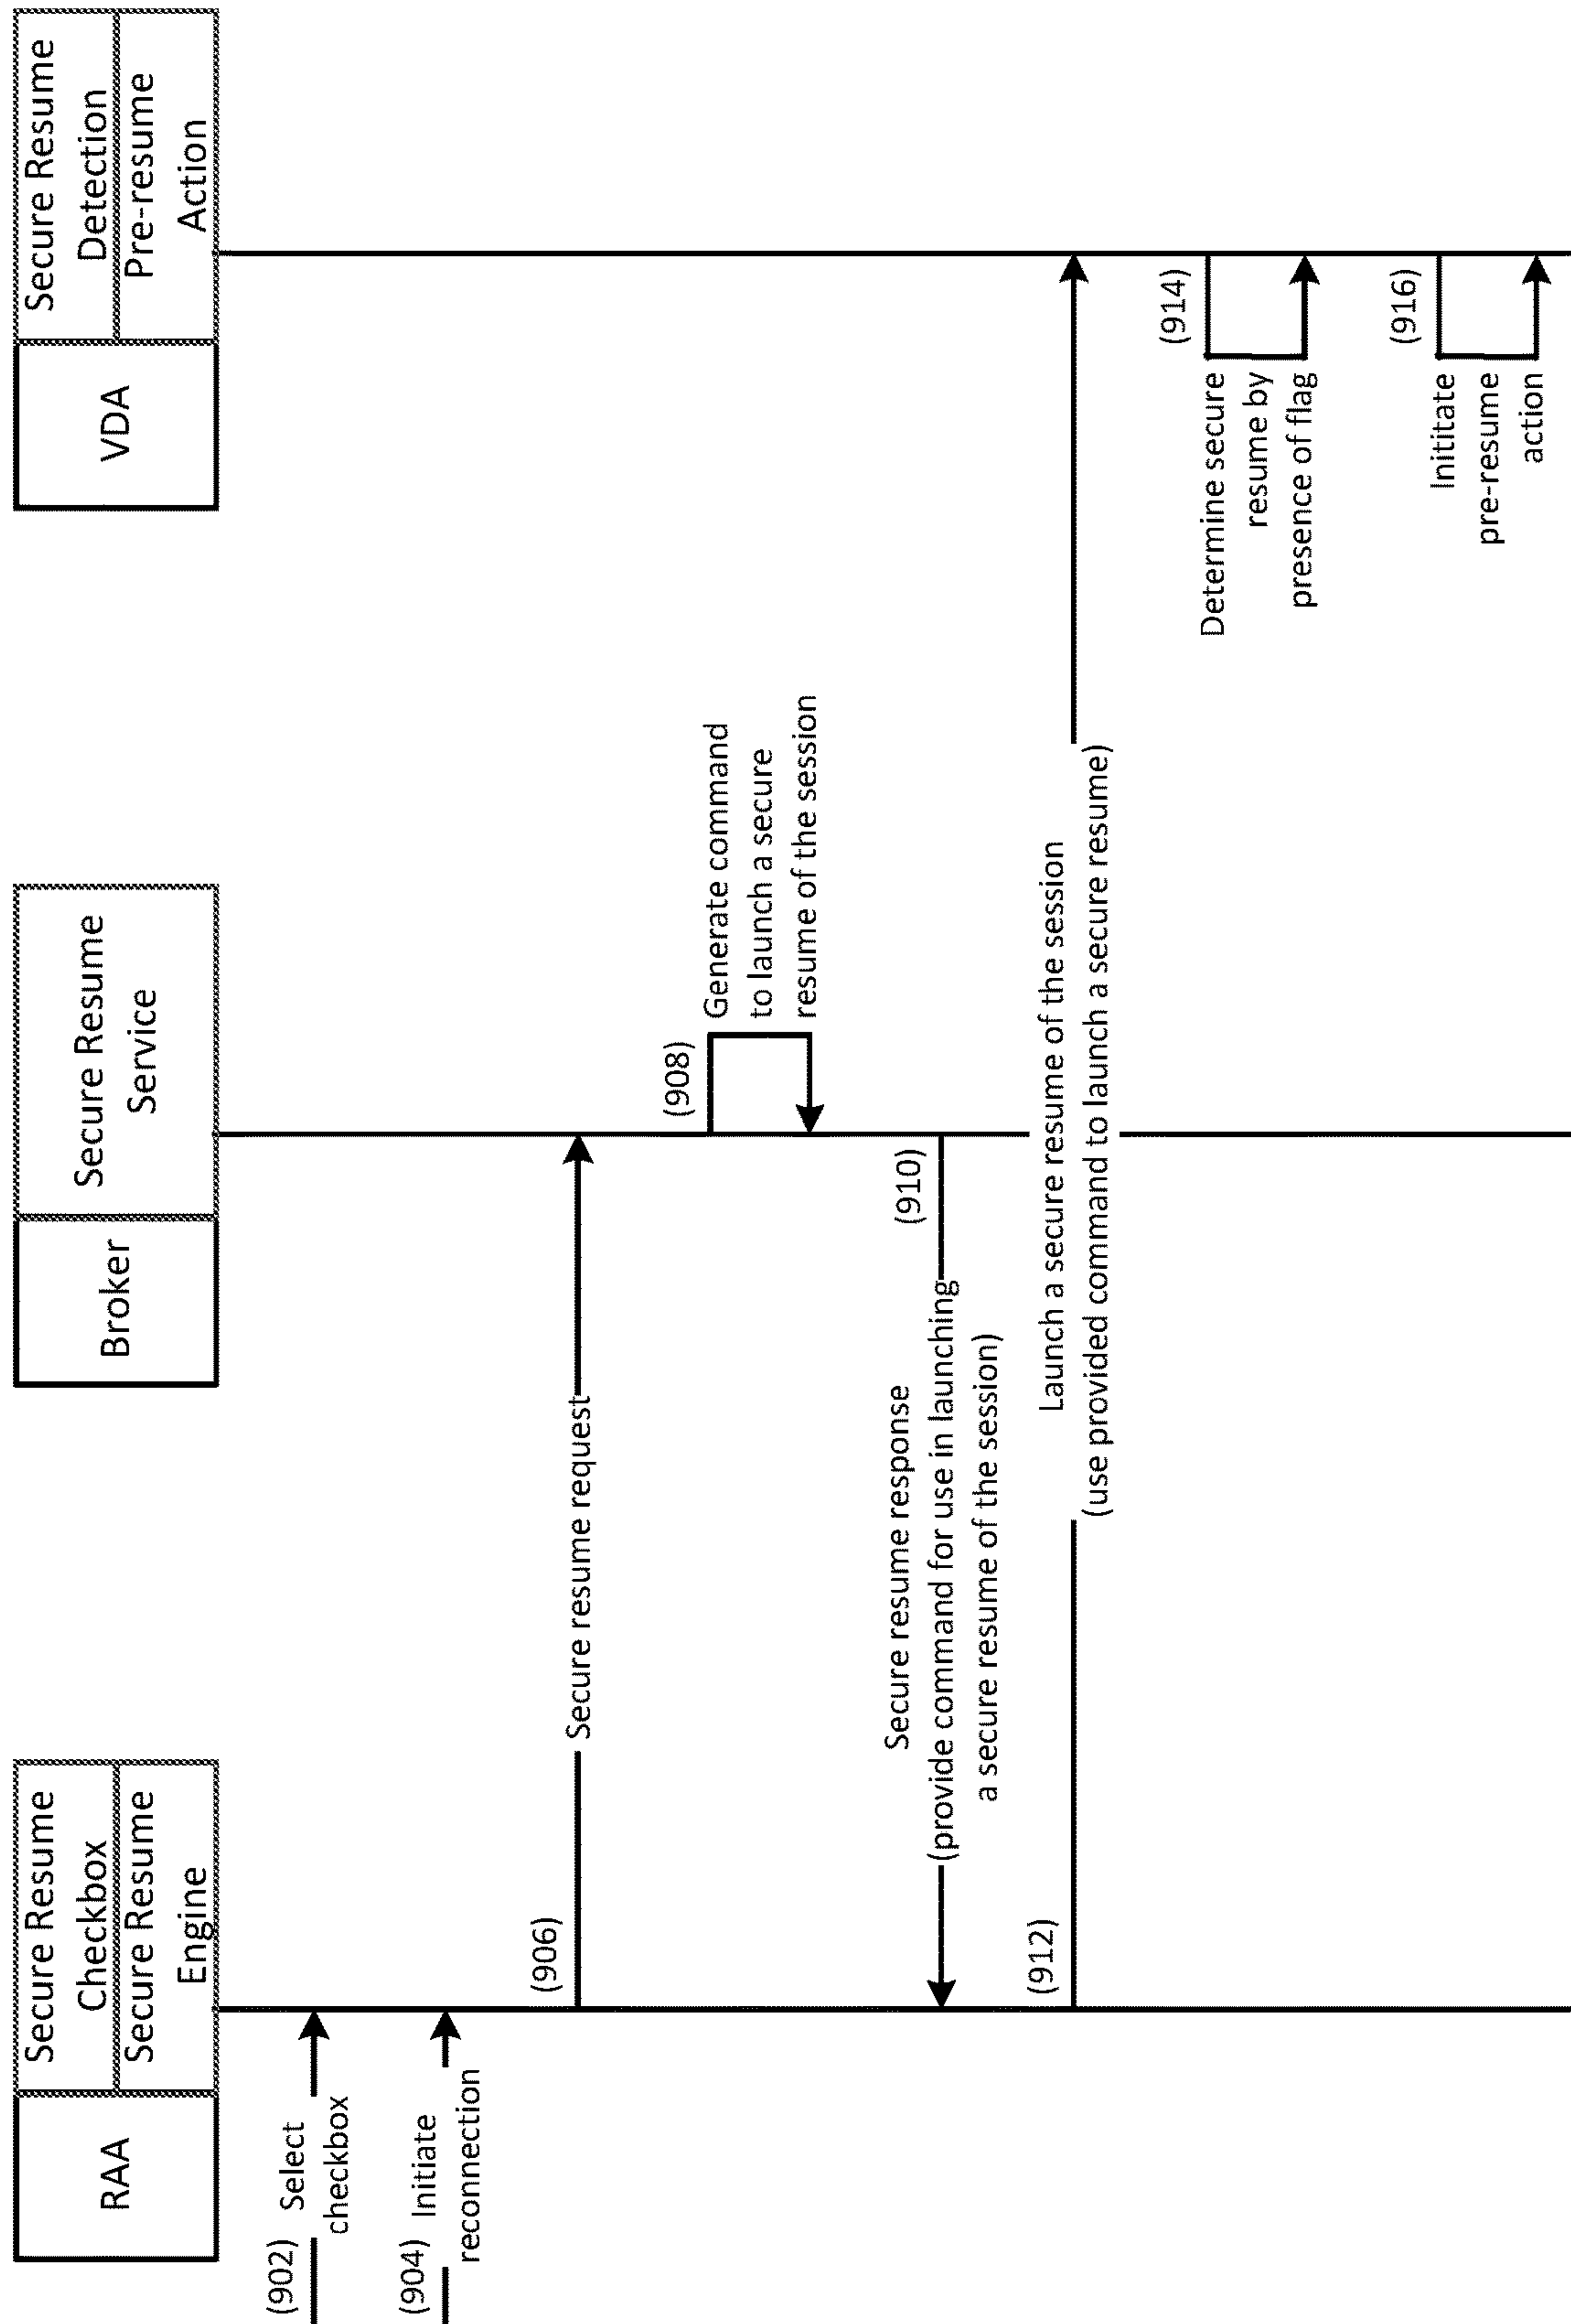 RAA
Secure Resume
Checkbox
Secure Resume
Engine
Broker
Secure Resume
Service
VDA
Secure Resume
Detection
Pre-resume
Action
(902) Select
checkbox
(904) Initiate
reconnection
(906)
Secure resume request
(908)
Generate command
to launch a secure
resume of the session
(910)
Secure resume response
(provide command for use in launching
a secure resume of the session)
(912)
Launch a secure resume of the session
(use provided command to launch a secure resume)
(914)
Determine secure
resume by
presence of flag
(916)
Inititate
pre-resume
action